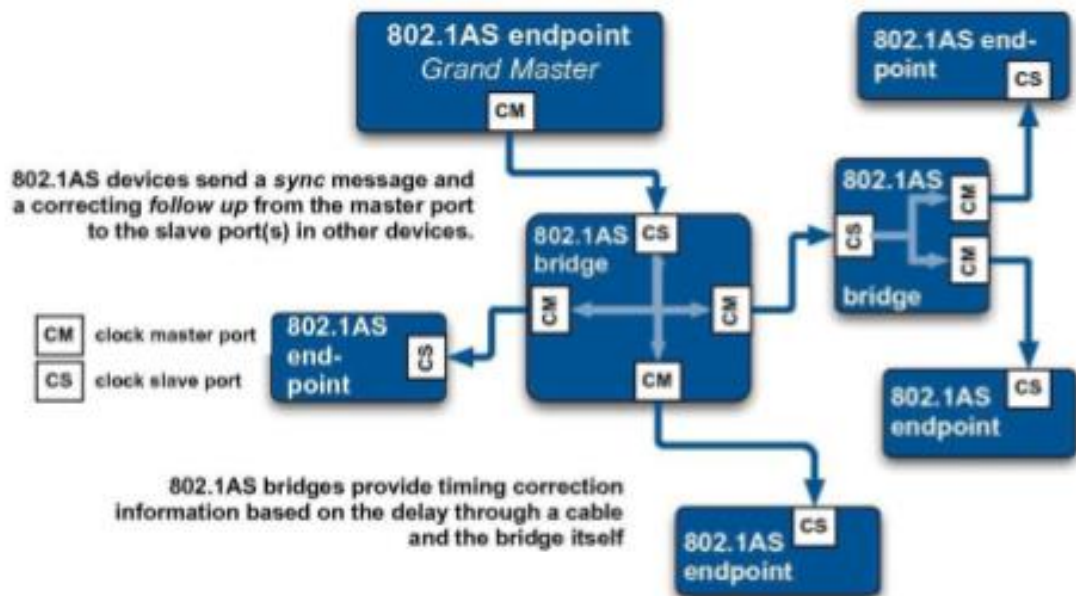 802.1AS endpoint
Grand Master
CM
802.1AS end-
point
CS
802.1AS devices send a sync message and
a correcting follow up from the master port
to the slave port(s) in other devices.
802.1AS
bridge
CS
CM
CM
CM
802.1AS
CS
CM
CM
bridge
CM clock master port
CS clock slave port
802.1AS
end-
point
CS
CS
802.1AS
endpoint
802.1AS bridges provide timing correction
information based on the delay through a cable
and the bridge itself
CS
802.1AS
endpoint